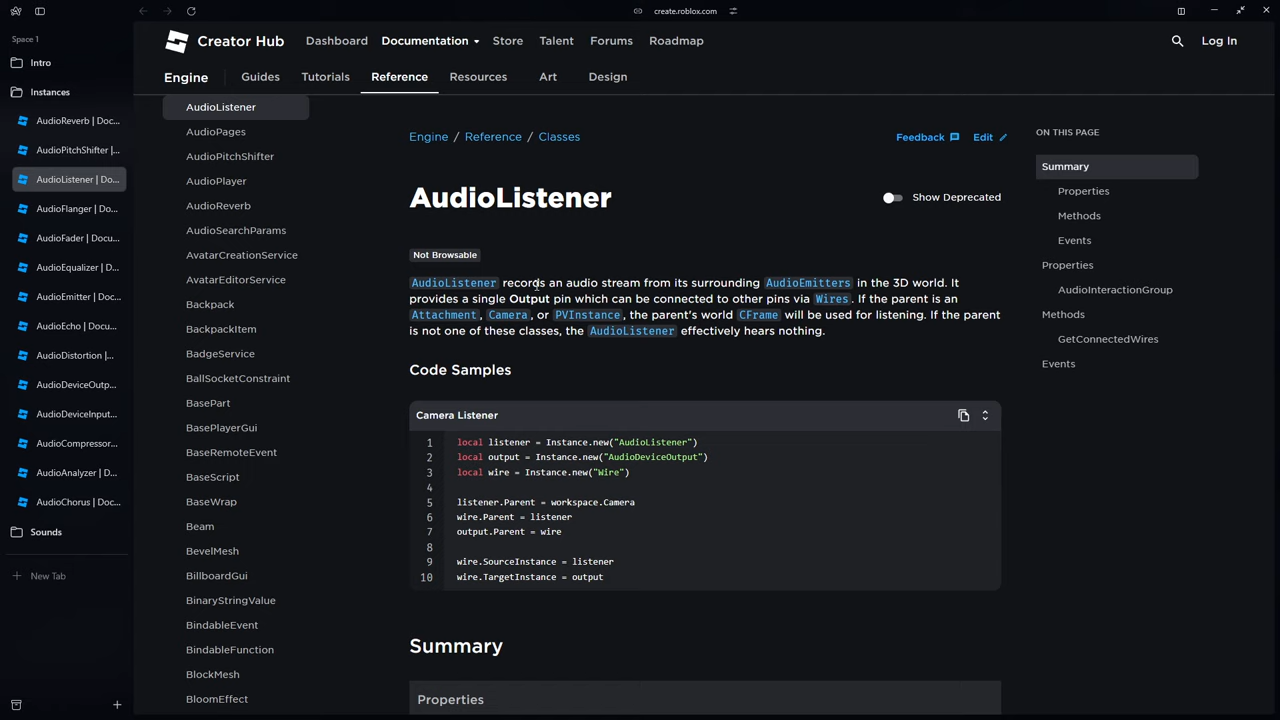 create.roblox.com
Space 1
Intro
Instances
AudioReverb | Doc...
AudioPitchShifter |...
AudioListener | Do...
AudioFlanger | Do...
AudioFader | Docu...
AudioEqualizer | D...
AudioEmitter | Doc...
AudioEcho | Docu...
AudioDistortion |...
AudioDeviceOutp...
AudioDeviceInput...
AudioCompressor...
AudioAnalyzer | D...
AudioChorus | Doc...
Sounds
New Tab
Creator Hub
Dashboard
Documentation
Store
Talent
Forums
Roadmap
Log In
Engine
Guides
Tutorials
Reference
Resources
Art
Design
AudioListener
AudioPages
AudioPitchShifter
AudioPlayer
AudioReverb
AudioSearchParams
AvatarCreationService
AvatarEditorService
Backpack
BackpackItem
BadgeService
BallSocketConstraint
BasePart
BasePlayerGui
BaseRemoteEvent
BaseScript
BaseWrap
Beam
BevelMesh
BillboardGui
BinaryStringValue
BindableEvent
BindableFunction
BlockMesh
BloomEffect
Engine / Reference / Classes
Feedback
Edit
AudioListener
Show Deprecated
Not Browsable
AudioListener records an audio stream from its surrounding AudioEmitters in the 3D world. It
provides a single Output pin which can be connected to other pins via Wires. If the parent is an
Attachment, Camera, or PVInstance, the parent's world CFrame will be used for listening. If the parent
is not one of these classes, the AudioListener effectively hears nothing.
Code Samples
Camera Listener
1 local listener = Instance.new("AudioListener")
2 local output = Instance.new("AudioDeviceOutput")
3 local wire = Instance.new("Wire")
4
5 listener.Parent = workspace.Camera
6 wire.Parent = listener
7 output.Parent = wire
8
9 wire.SourceInstance = listener
10 wire.TargetInstance = output
Summary
Properties
ON THIS PAGE
Summary
Properties
Methods
Events
Properties
AudioInteractionGroup
Methods
GetConnectedWires
Events